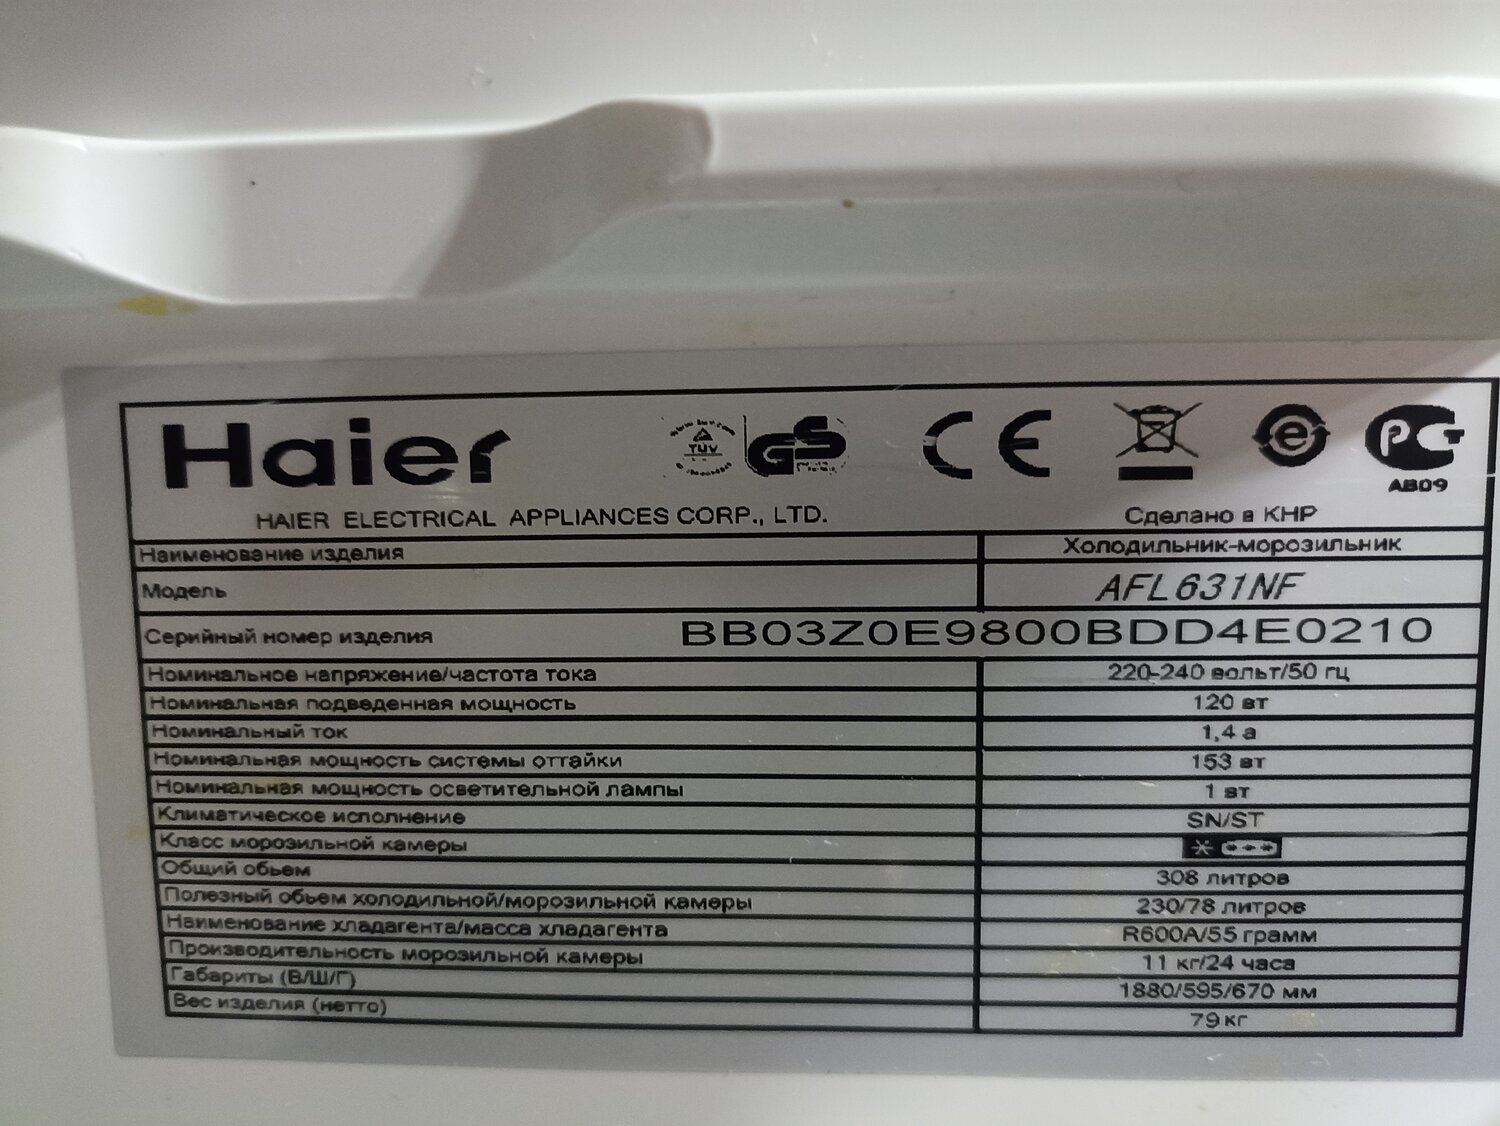 Haier
TUV
GS
CE
e
РСТ
АВ09
HAIER ELECTRICAL APPLIANCES CORP., LTD.
Сделано в КНР
Наименование изделия Холодильник-морозильник
Модель AFL631NF
Серийный номер изделия BB03Z0E9800BDD4E0210
Номинальное напряжение/частота тока 220-240 вольт/50 гц
Номинальная подведенная мощность 120 вт
Номинальный ток 1,4 а
Номинальная мощность системы оттайки 153 вт
Номинальная мощность осветительной лампы 1 вт
Климатическое исполнение SN/ST
Класс морозильной камеры
Общий обьем 308 литров
Полезный обьем холодильной/морозильной камеры 230/78 литров
Наименование хладагента/масса хладагента R600A/55 грамм
Производительность морозильной камеры 11 кг/24 часа
Габариты (В/Ш/Г) 1880/595/670 мм
Вес изделия (нетто) 79 кг